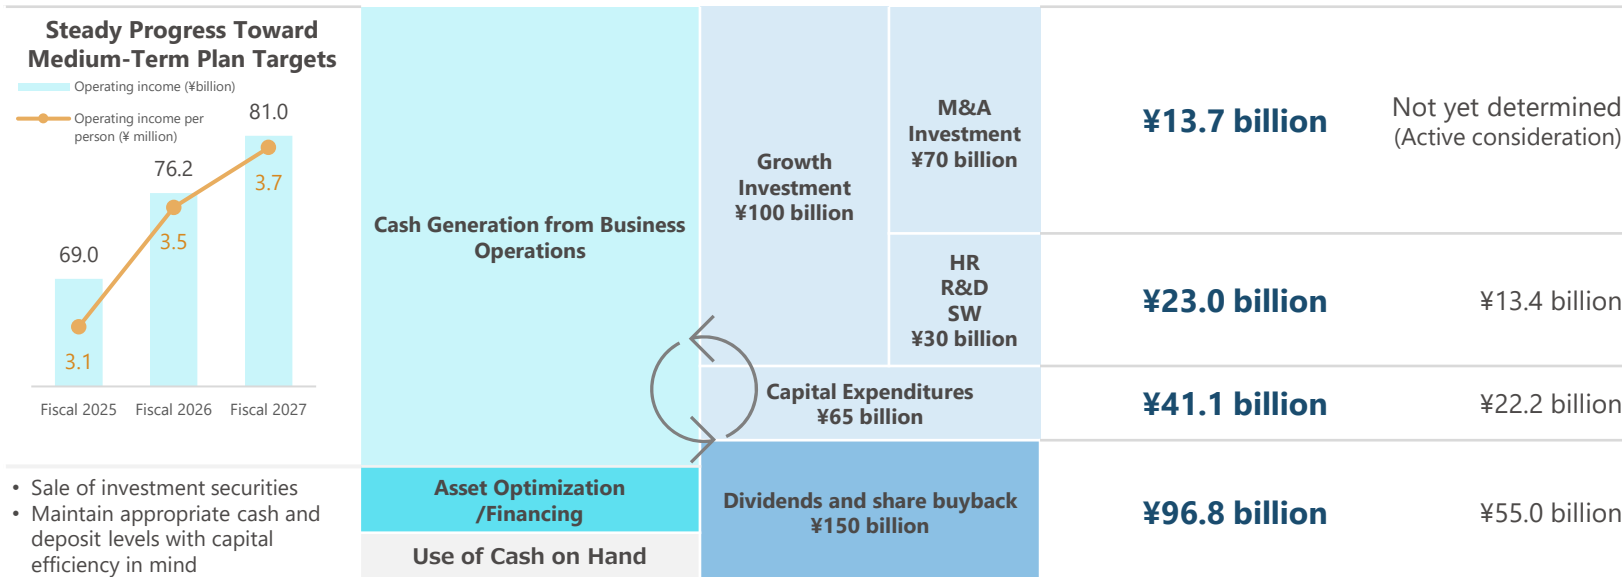 Steady Progress Toward
Medium-Term Plan Targets
Operating income (¥billion)
Operating income per
person (¥ million)
81.0
76.2
69.0
3.7
3.5
3.1
Fiscal 2025
Fiscal 2026
Fiscal 2027
• Sale of investment securities
• Maintain appropriate cash and
deposit levels with capital
efficiency in mind
Cash Generation from Business
Operations
Asset Optimization
/Financing
Use of Cash on Hand
Growth
Investment
¥100 billion
M&A
Investment
¥70 billion
¥13.7 billion
Not yet determined
(Active consideration)
HR
R&D
SW
¥30 billion
¥23.0 billion
¥13.4 billion
Capital Expenditures
¥65 billion
¥41.1 billion
¥22.2 billion
Dividends and share buyback
¥150 billion
¥96.8 billion
¥55.0 billion